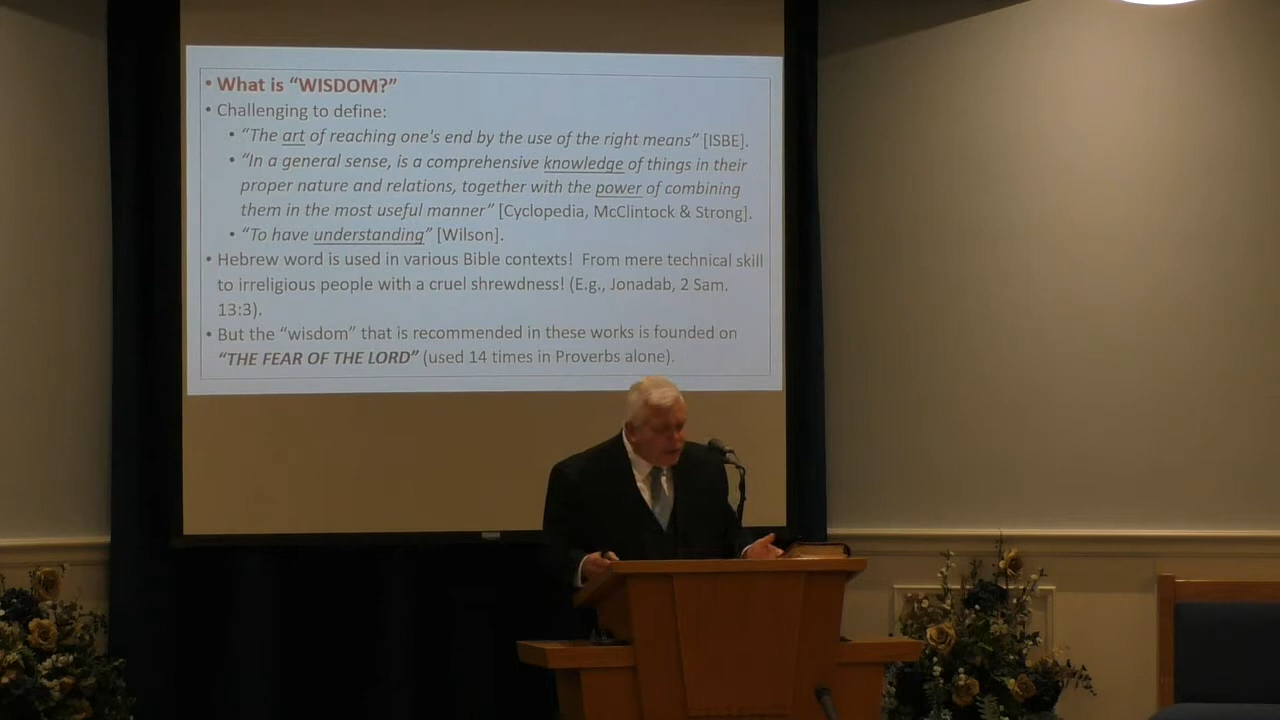 • What is “WISDOM?”
• Challenging to define:
• “The art of reaching one's end by the use of the right means” [ISBE].
• “In a general sense, is a comprehensive knowledge of things in their
proper nature and relations, together with the power of combining
them in the most useful manner” [Cyclopedia, McClintock & Strong].
• “To have understanding” [Wilson].
• Hebrew word is used in various Bible contexts!  From mere technical skill
to irreligious people with a cruel shrewdness! (E.g., Jonadab, 2 Sam.
13:3).
• But the “wisdom” that is recommended in these works is founded on
“THE FEAR OF THE LORD” (used 14 times in Proverbs alone).